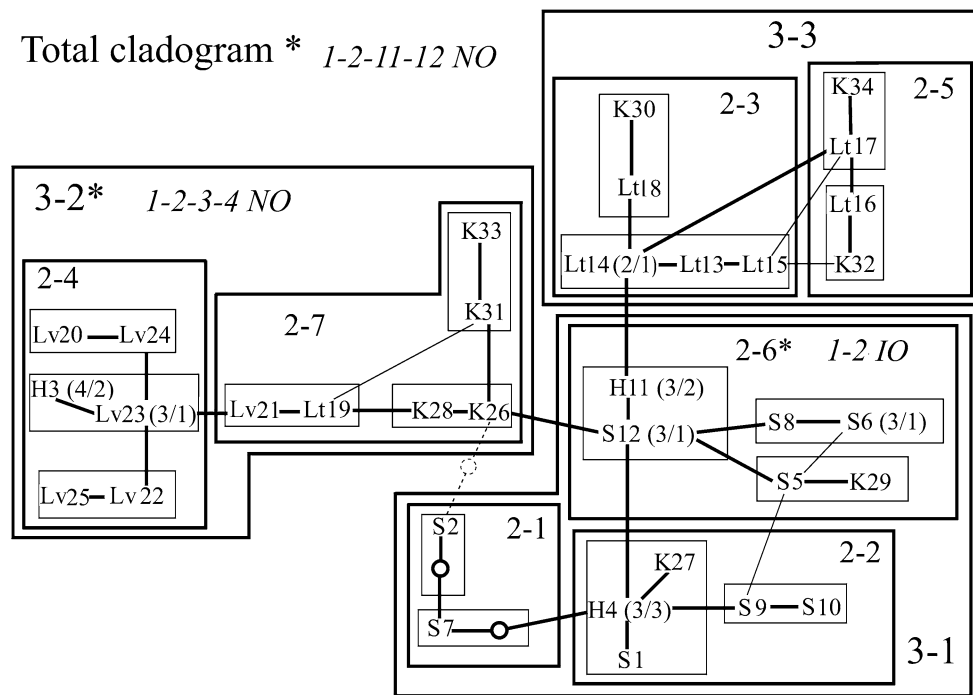 Total cladogram * 1-2-11-12 NO
3-3
2-3
2-5
K30
K34
Lt18
Lt17
Lt16
Lt14 (2/1) Lt13 Lt15
K32
3-2* 1-2-3-4 NO
2-4
2-7
K33
K31
Lv20 Lv24
H3 (4/2)
Lv23 (3/1)
Lv21 Lt19
K28 K26
Lv25 Lv22
2-6* 1-2 IO
H11 (3/2)
S12 (3/1)
S8 S6 (3/1)
S5 K29
2-1
S2
S7
2-2
K27
H4 (3/3)
S9 S10
S1
3-1